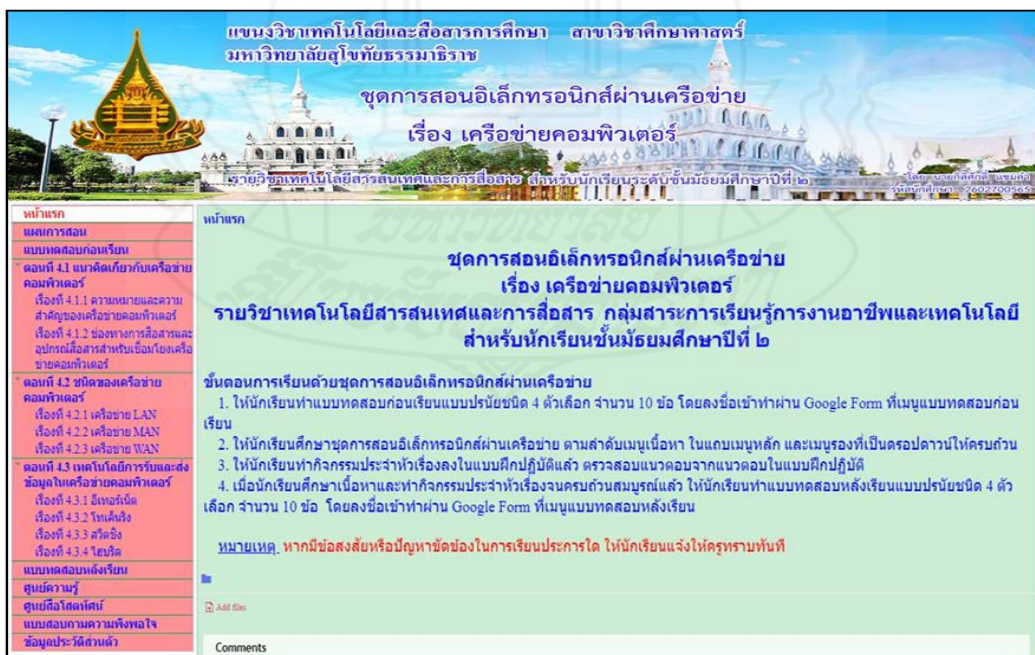 แขนงวิชาเทคโนโลยีและสื่อสารการศึกษา สาขาวิชาศึกษาศาสตร์
มหาวิทยาลัยสุโขทัยธรรมาธิราช
ชุดการสอนอิเล็กทรอนิกส์ผ่านเครือข่าย
เรื่อง เครือข่ายคอมพิวเตอร์
รายวิชาเทคโนโลยีสารสนเทศและการสื่อสาร สำหรับนักเรียนระดับชั้นมัธยมศึกษาปีที่ ๒
โดย นายกิติศักดิ์ แขมคำ
รหัสนักศึกษา 2602700565
หน้าแรก
แผนการสอน
แบบทดสอบก่อนเรียน
ตอนที่ 4.1 แนวคิดเกี่ยวกับเครือข่าย
คอมพิวเตอร์
เรื่องที่ 4.1.1 ความหมายและความ
สำคัญของเครือข่ายคอมพิวเตอร์
เรื่องที่ 4.1.2 ช่องทางการสื่อสารและ
อุปกรณ์สื่อสารสำหรับเชื่อมโยงเครือ
ข่ายคอมพิวเตอร์
ตอนที่ 4.2 ชนิดของเครือข่าย
คอมพิวเตอร์
เรื่องที่ 4.2.1 เครือข่าย LAN
เรื่องที่ 4.2.2 เครือข่าย MAN
เรื่องที่ 4.2.3 เครือข่าย WAN
ตอนที่ 4.3 เทคโนโลยีการรับและส่ง
ข้อมูลในเครือข่ายคอมพิวเตอร์
เรื่องที่ 4.3.1 อีเทอร์เน็ต
เรื่องที่ 4.3.2 โทเค็นริง
เรื่องที่ 4.3.3 สวิตชิง
เรื่องที่ 4.3.4 ไฮบริด
แบบทดสอบหลังเรียน
ศูนย์ความรู้
ศูนย์สื่อโสตทัศน์
แบบสอบถามความพึงพอใจ
ข้อมูลประวัติส่วนตัว
หน้าแรก
ชุดการสอนอิเล็กทรอนิกส์ผ่านเครือข่าย
เรื่อง เครือข่ายคอมพิวเตอร์
รายวิชาเทคโนโลยีสารสนเทศและการสื่อสาร กลุ่มสาระการเรียนรู้การงานอาชีพและเทคโนโลยี
สำหรับนักเรียนชั้นมัธยมศึกษาปีที่ ๒
ขั้นตอนการเรียนด้วยชุดการสอนอิเล็กทรอนิกส์ผ่านเครือข่าย
1. ให้นักเรียนทำแบบทดสอบก่อนเรียนแบบปรนัยชนิด 4 ตัวเลือก จำนวน 10 ข้อ โดยลงชื่อเข้าทำผ่าน Google Form ที่เมนูแบบทดสอบก่อน
เรียน
2. ให้นักเรียนศึกษาชุดการสอนอิเล็กทรอนิกส์ผ่านเครือข่าย ตามลำดับเมนูเนื้อหา ในแถบเมนูหลัก และเมนูรองที่เป็นดรอปดาวน์ให้ครบถ้วน
3. ให้นักเรียนทำกิจกรรมประจำหัวเรื่องลงในแบบฝึกปฏิบัติแล้ว ตรวจสอบแนวตอบจากแนวตอบในแบบฝึกปฏิบัติ
4. เมื่อนักเรียนศึกษาเนื้อหาและทำกิจกรรมประจำหัวเรื่องจนครบถ้วนสมบูรณ์แล้ว ให้นักเรียนทำแบบทดสอบหลังเรียนแบบปรนัยชนิด 4 ตัว
เลือก จำนวน 10 ข้อ โดยลงชื่อเข้าทำผ่าน Google Form ที่เมนูแบบทดสอบหลังเรียน
หมายเหตุ หากมีข้อสงสัยหรือปัญหาขัดข้องในการเรียนประการใด ให้นักเรียนแจ้งให้ครูทราบทันที
Add files
Comments